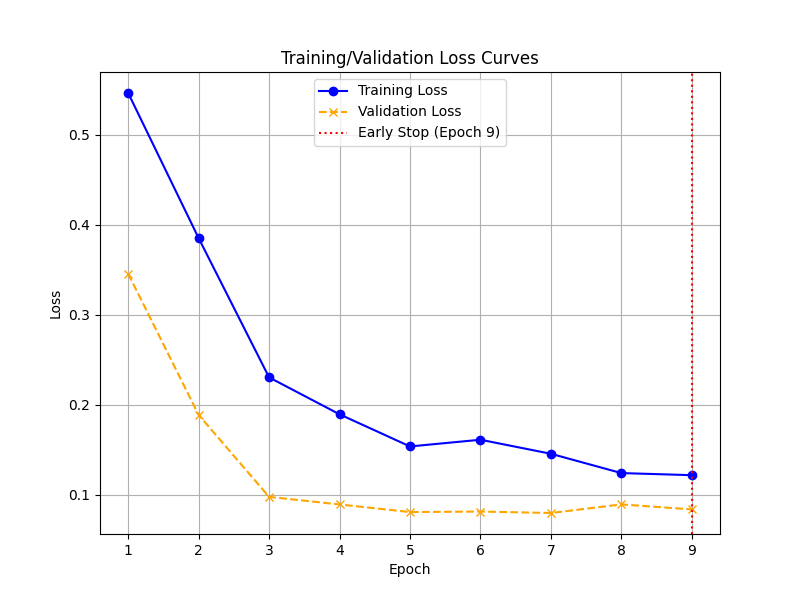 Training/Validation Loss Curves
Training Loss
Validation Loss
Early Stop (Epoch 9)
Loss
0.5
0.4
0.3
0.2
0.1
1 2 3 4 5 6 7 8 9
Epoch